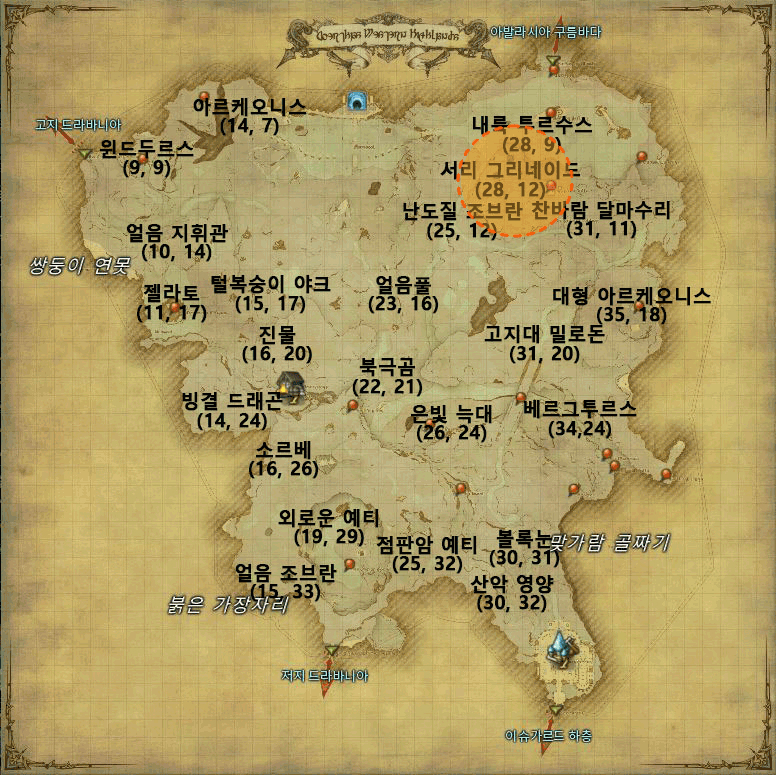 아발라시아 구름바다
아르케오니스
(14, 7)
고지 드라바니아
내륙 투르수스
(28, 9)
윈드두르스
(9, 9)
서리 그리네이드
(28, 12)
난도질 조브란
(25, 12)
찬바람 달마수리
(31, 11)
얼음 지휘관
(10, 14)
쌍둥이 연못
젤라토
(11, 17)
털복숭이 야크
(15, 17)
얼음풀
(23, 16)
대형 아르케오니스
(35, 18)
진물
(16, 20)
고지대 밀로돈
(31, 20)
북극곰
(22, 21)
빙결 드래곤
(14, 24)
은빛 늑대
(26, 24)
베르그투르스
(34,24)
소르베
(16, 26)
외로운 예티
(19, 29)
점판암 예티
(25, 32)
볼록눈
(30, 31)
맞가람 골짜기
얼음 조브란
(15, 33)
산악 영양
(30, 32)
붉은 가장자리
저지 드라바니아
이슈가르드 하층